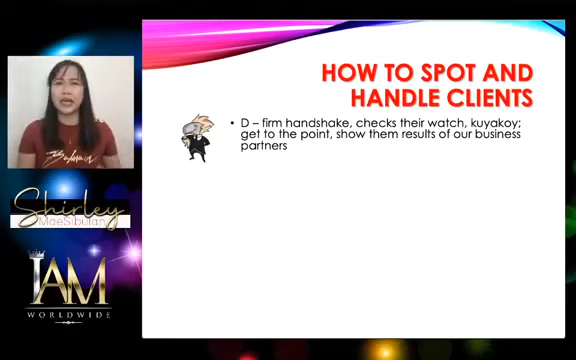 HOW TO SPOT AND
HANDLE CLIENTS
• D – firm handshake, checks their watch, kuyakoy;
get to the point, show them results of our business
partners
Shirley
MaeSibulan
IAM
WORLDWIDE